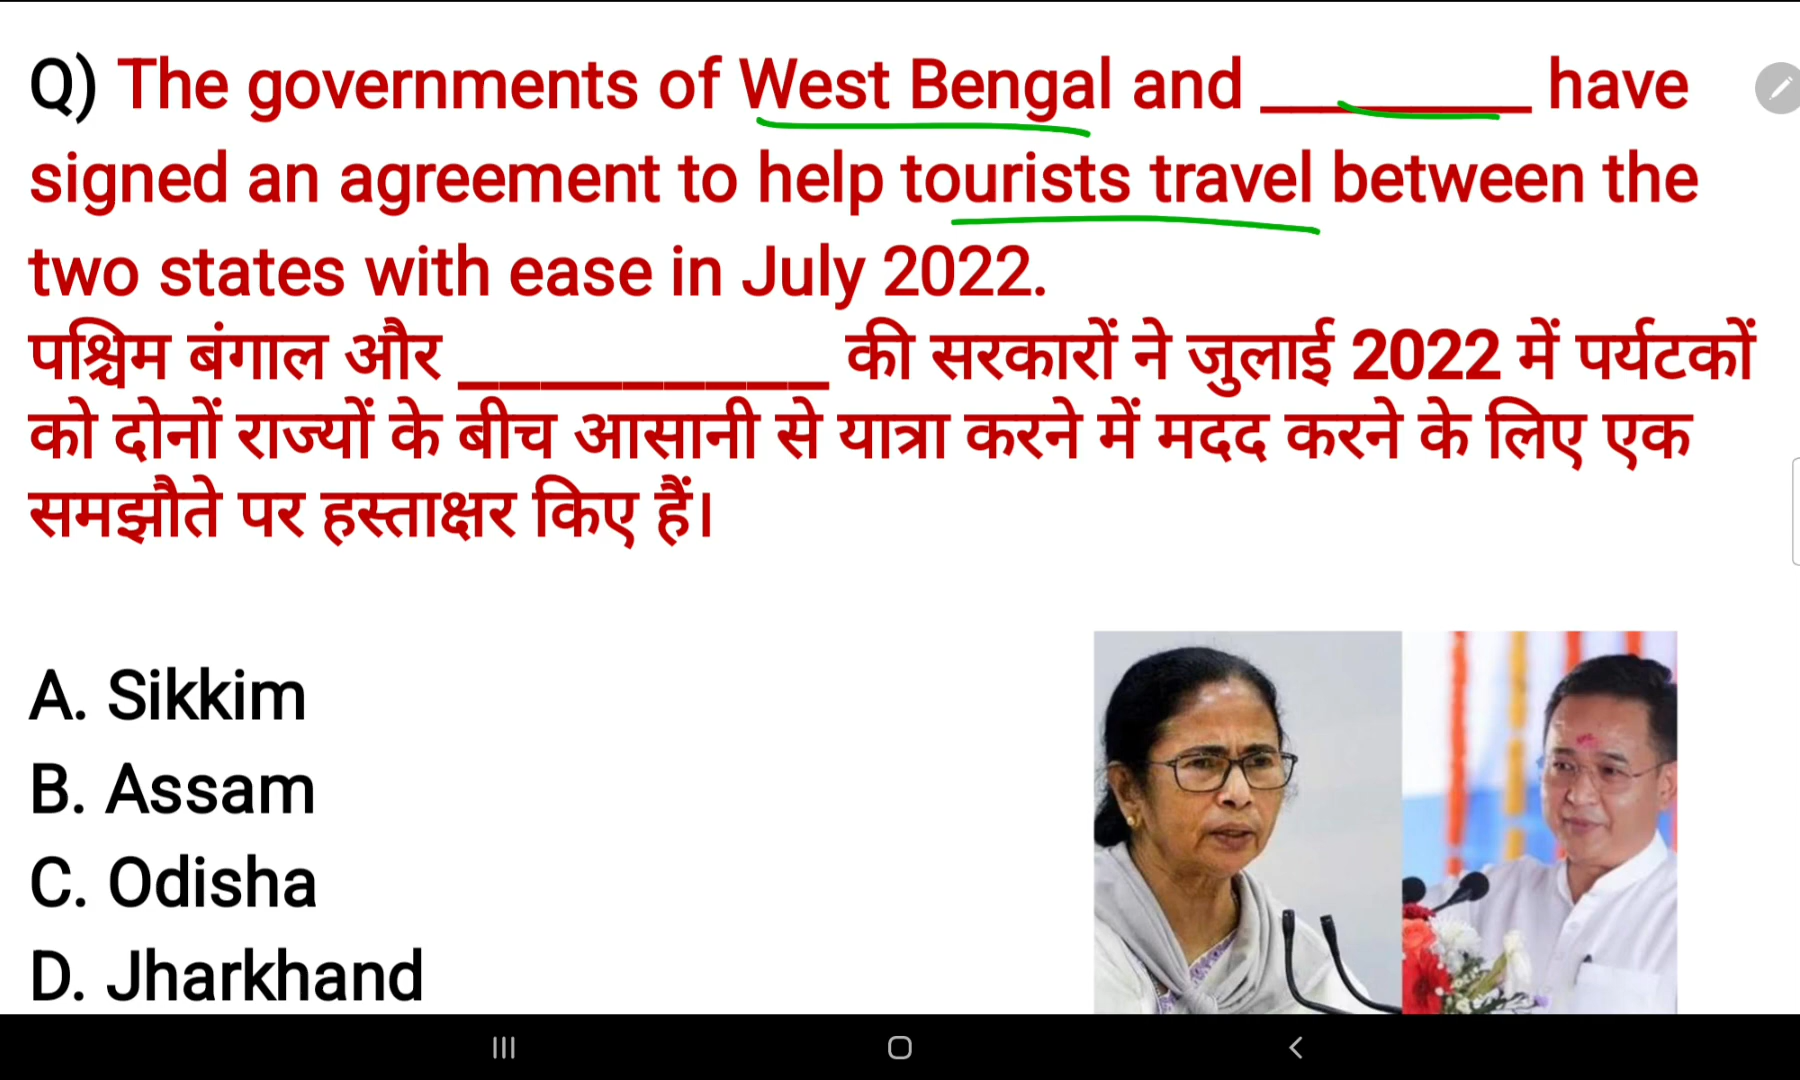 Q) The governments of West Bengal and ________ have
signed an agreement to help tourists travel between the
two states with ease in July 2022.
पश्चिम बंगाल और _________ की सरकारों ने जुलाई 2022 में पर्यटकों
को दोनों राज्यों के बीच आसानी से यात्रा करने में मदद करने के लिए एक
समझौते पर हस्ताक्षर किए हैं।
A. Sikkim
B. Assam
C. Odisha
D. Jharkhand